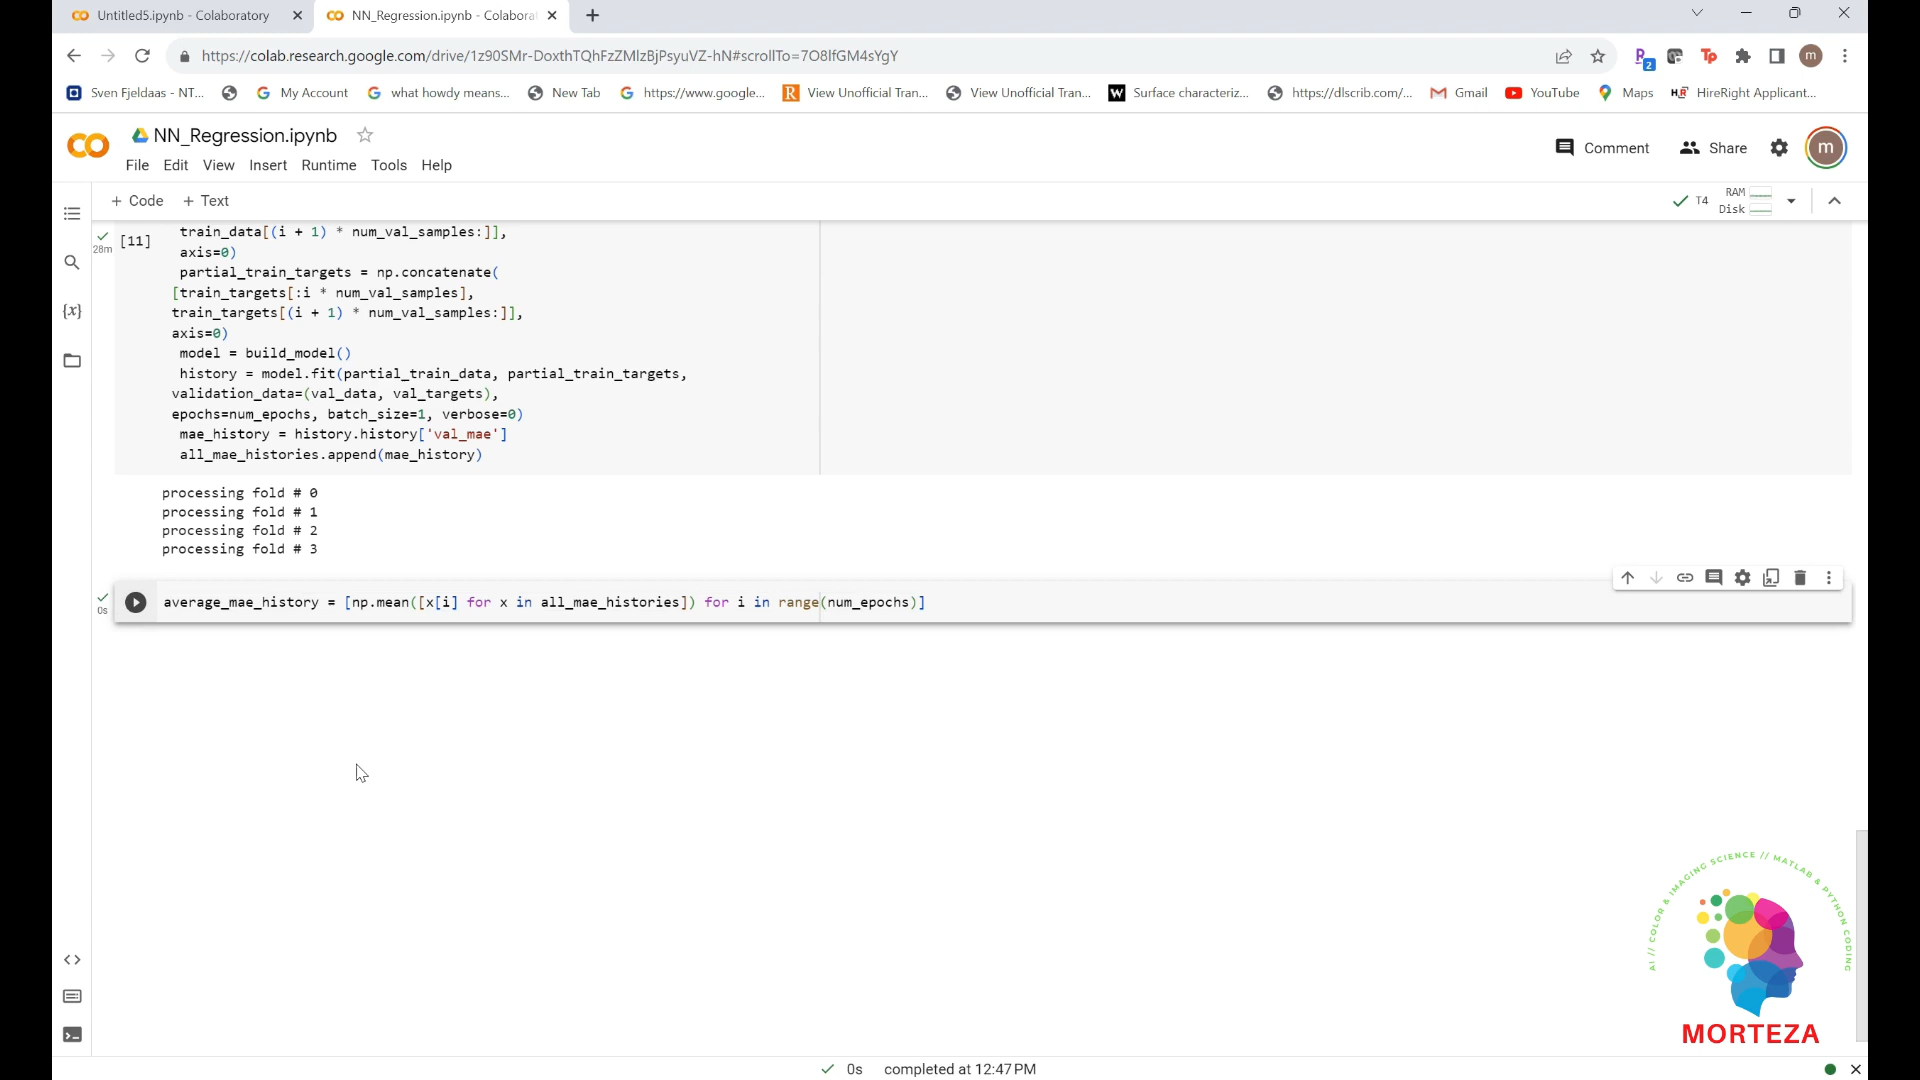 Untitled5.ipynb - Colaboratory
NN_Regression.ipynb - Colabora
https://colab.research.google.com/drive/1z90SMr-DoxthTQhFzZMlzBjPsyuVZ-hN#scrollTo=7O8lfGM4sYgY
2
m
Sven Fjeldaas - NT...
My Account
what howdy means...
New Tab
https://www.google...
View Unofficial Tran...
View Unofficial Tran...
Surface characteriz...
https://dlscrib.com/...
Gmail
YouTube
Maps
HireRight Applicant...
NN_Regression.ipynb
File Edit View Insert Runtime Tools Help
Comment
Share
m
+ Code + Text
T4
RAM
Disk
28m
[11]
train_data[(i + 1) * num_val_samples:]],
axis=0)
partial_train_targets = np.concatenate(
[train_targets[:i * num_val_samples],
train_targets[(i + 1) * num_val_samples:]],
axis=0)
model = build_model()
history = model.fit(partial_train_data, partial_train_targets,
validation_data=(val_data, val_targets),
epochs=num_epochs, batch_size=1, verbose=0)
mae_history = history.history['val_mae']
all_mae_histories.append(mae_history)
processing fold # 0
processing fold # 1
processing fold # 2
processing fold # 3
0s
average_mae_history = [np.mean([x[i] for x in all_mae_histories]) for i in range(num_epochs)]
AI // COLOR & IMAGING SCIENCE // MATLAB & PYTHON CODING
MORTEZA
0s completed at 12:47 PM